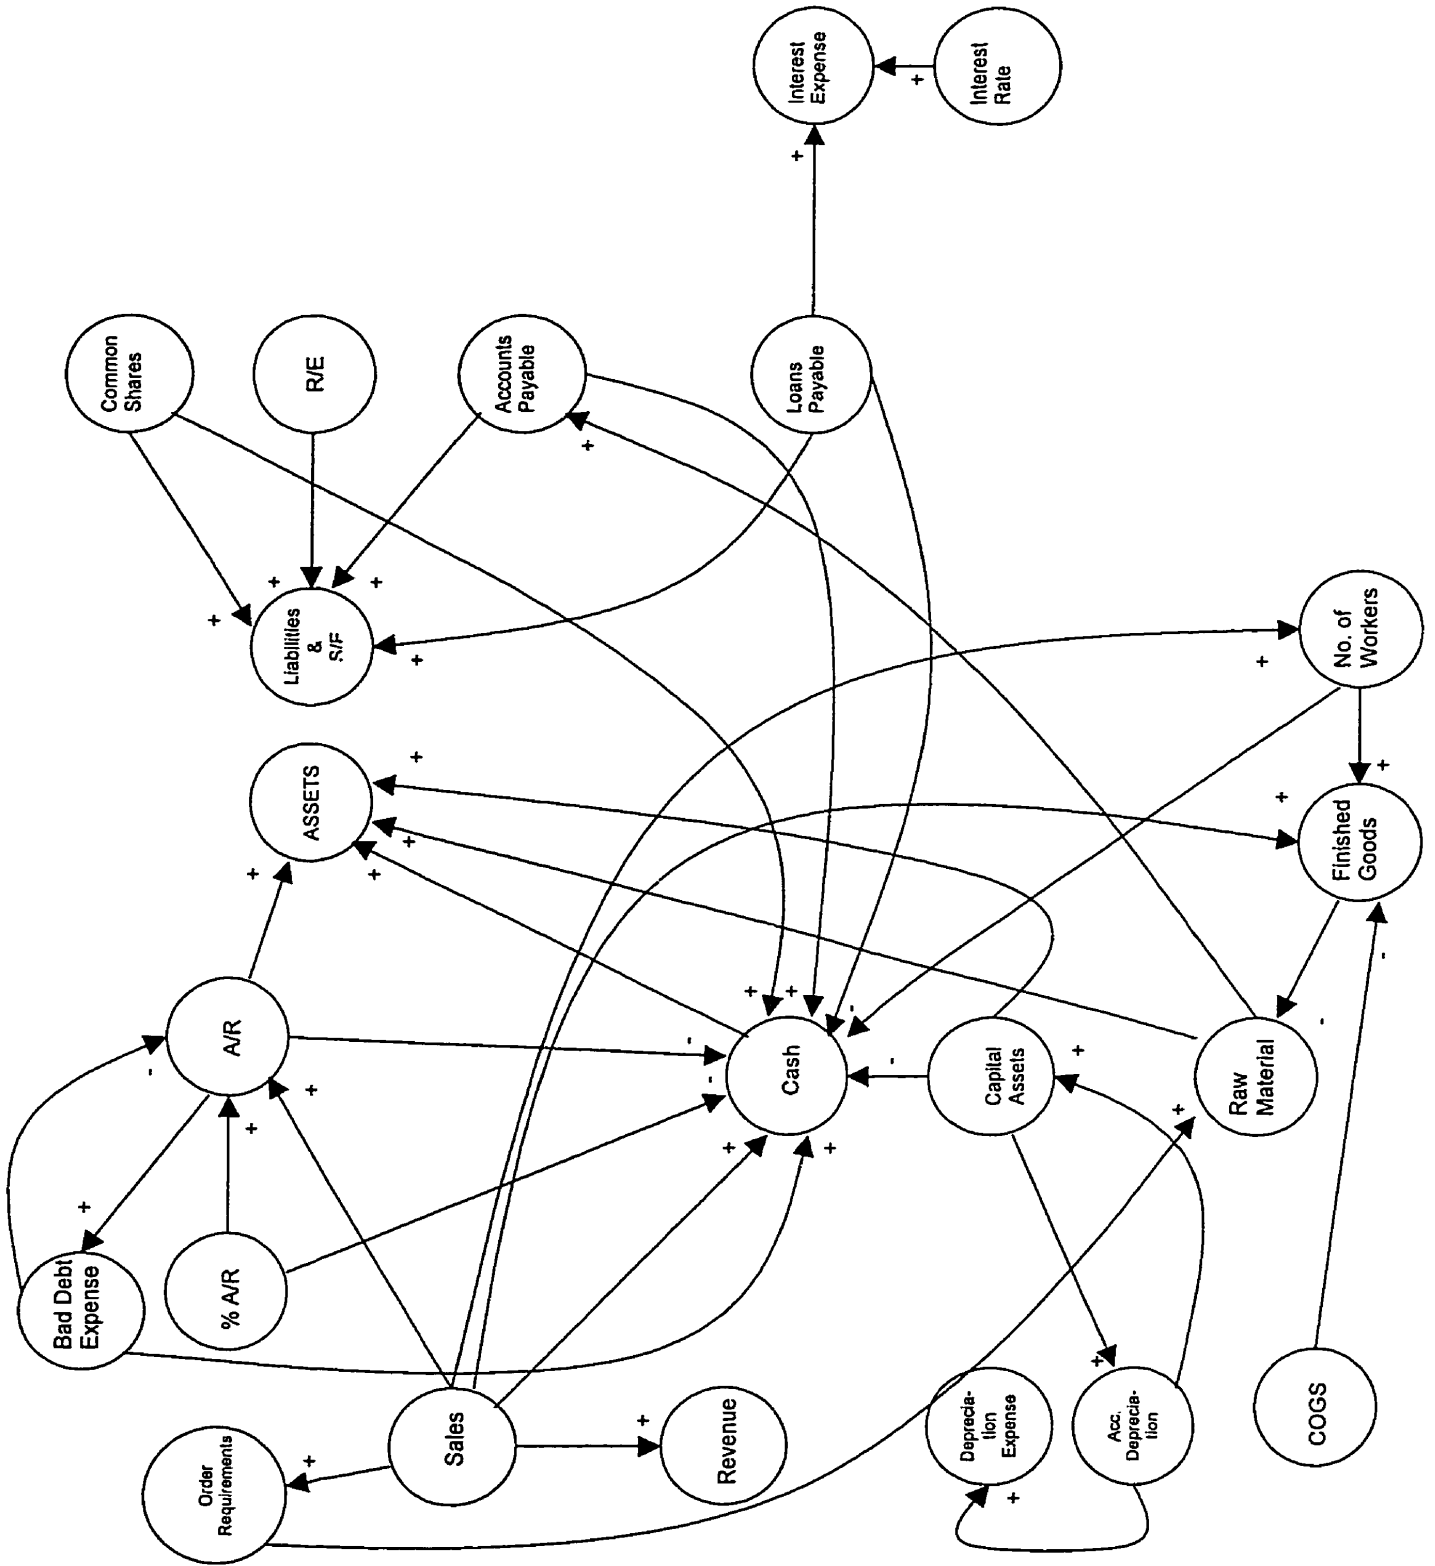 Bad Debt
Expense
Common
Shares
% A/R
A/R
Order
Requirements
ASSETS
Liabilities
&
S/F
R/E
Sales
Accounts
Payable
Revenue
Cash
Loans
Payable
Interest
Expense
Deprecia-
tion
Expense
Capital
Assets
Interest
Rate
Acc.
Deprecia-
tion
Raw
Material
COGS
Finished
Goods
No. of
Workers